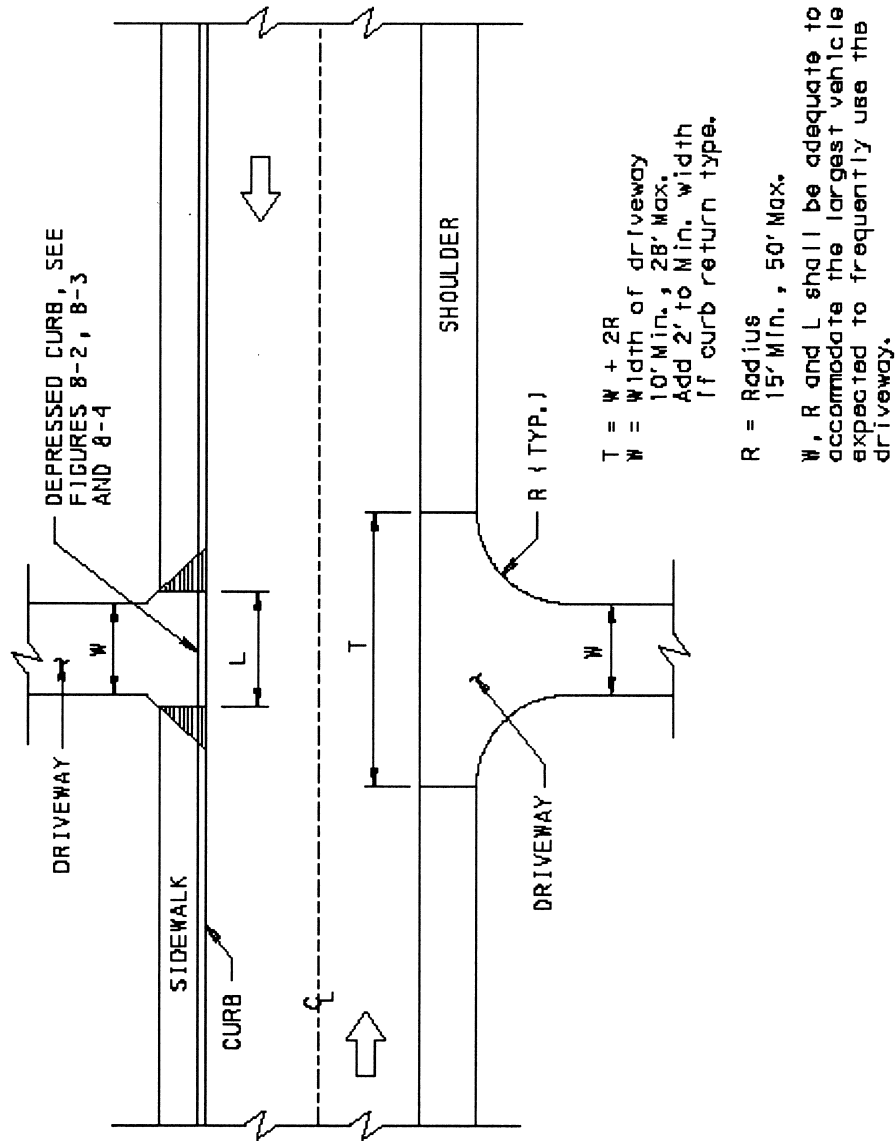 DRIVEWAY
DEPRESSED CURB, SEE
FIGURES 8-2, 8-3
AND 8-4
W
SIDEWALK
CURB
L
C
L
T
SHOULDER
R (TYP.)
W
DRIVEWAY
T = W + 2R
W = Width of driveway
10' Min., 28' Max.
Add 2' to Min. width
if curb return type.
R = Radius
15' Min., 50' Max.
W, R and L shall be adequate to
accommodate the largest vehicle
expected to frequently use the
driveway.